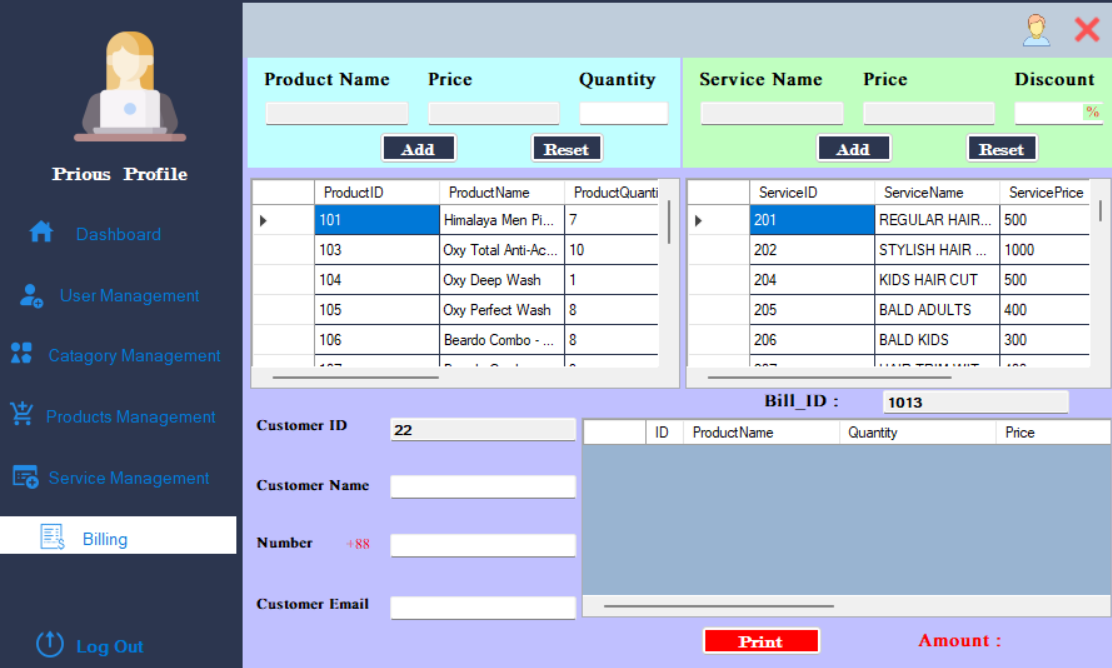 Prious Profile
Dashboard
User Management
Catagory Management
Products Management
Service Management
Billing
Log Out
Product Name Price Quantity
Add Reset
Service Name Price Discount
%
Add Reset
ProductID ProductName ProductQuanti
101 Himalaya Men Pi... 7
103 Oxy Total Anti-Ac... 10
104 Oxy Deep Wash 1
105 Oxy Perfect Wash 8
106 Beardo Combo - ... 8
ServiceID ServiceName ServicePrice
201 REGULAR HAIR... 500
202 STYLISH HAIR ... 1000
204 KIDS HAIR CUT 500
205 BALD ADULTS 400
206 BALD KIDS 300
Bill_ID : 1013
Customer ID 22
Customer Name
Number +88
Customer Email
ID ProductName Quantity Price
Print Amount :